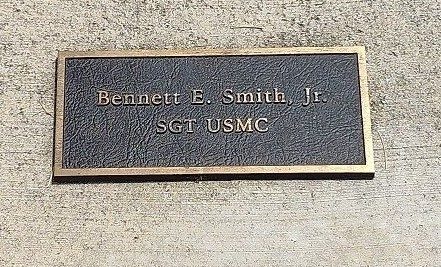 Bennett E. Smith, Jr.
SGT USMC